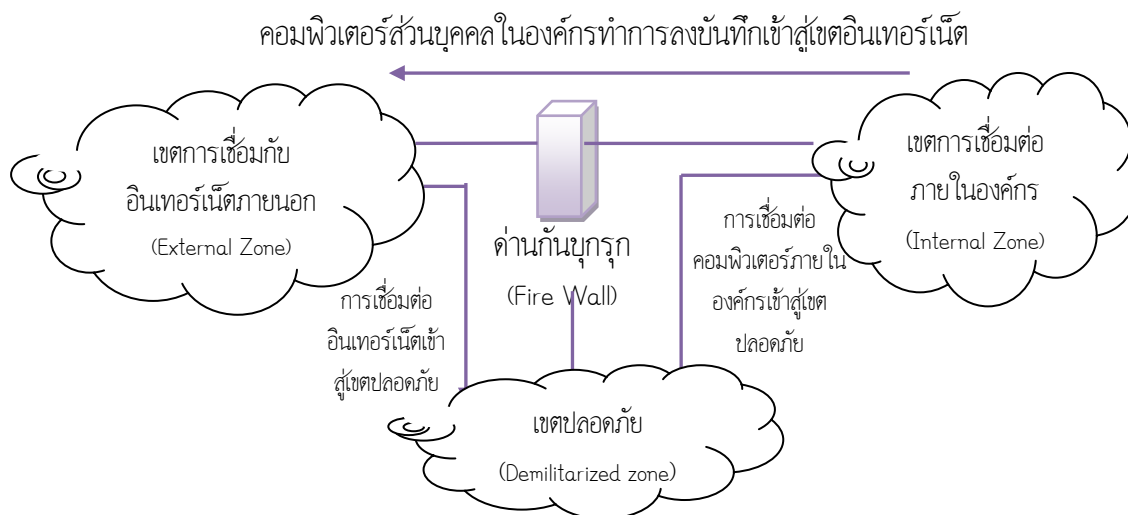 คอมพิวเตอร์ส่วนบุคคลในองค์กรทำการลงบันทึกเข้าสู่เขตอินเทอร์เน็ต
เขตการเชื่อมกับ
อินเทอร์เน็ตภายนอก
(External Zone)
ด่านกันบุกรุก
(Fire Wall)
เขตการเชื่อมต่อ
ภายในองค์กร
(Internal Zone)
การเชื่อมต่อ
อินเทอร์เน็ตเข้า
สู่เขตปลอดภัย
การเชื่อมต่อ
คอมพิวเตอร์ภายใน
องค์กรเข้าสู่เขต
ปลอดภัย
เขตปลอดภัย
(Demilitarized zone)